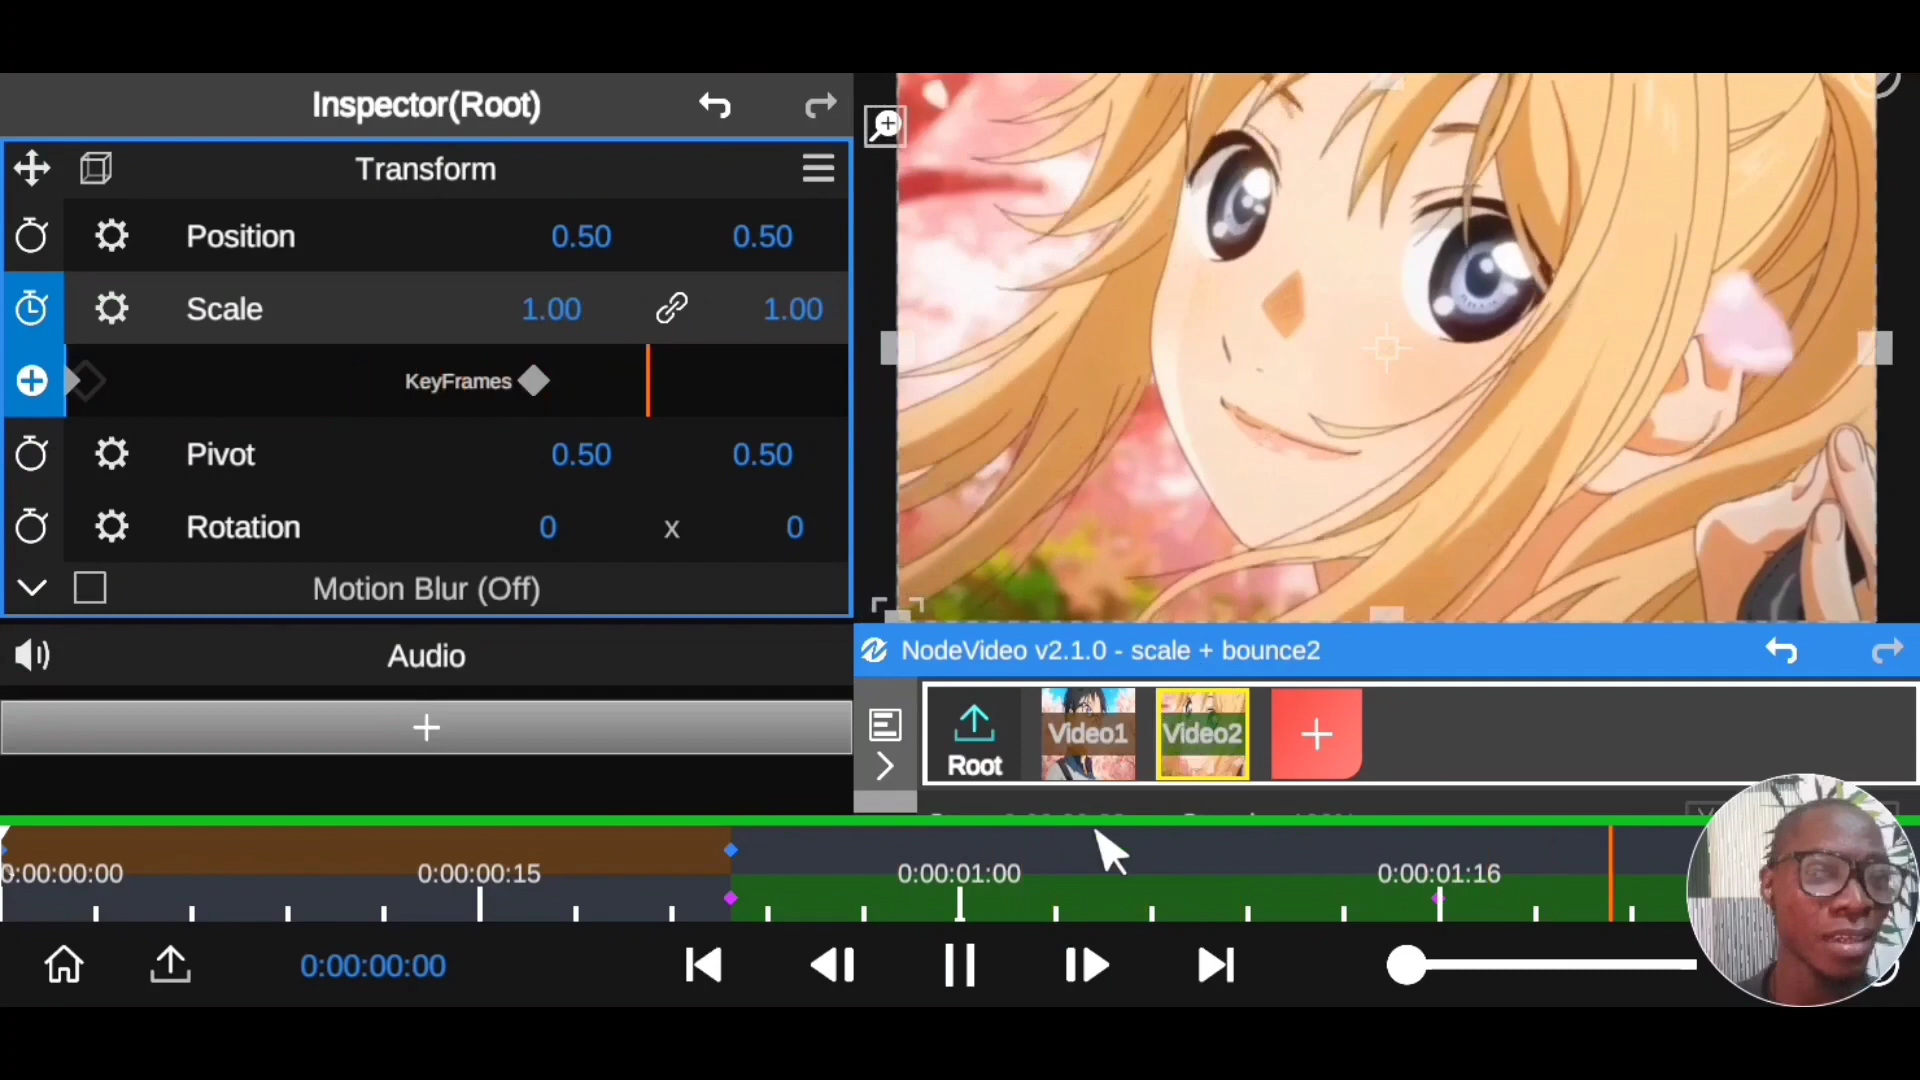 Inspector(Root)
Transform
Position 0.50 0.50
Scale 1.00 1.00
KeyFrames
Pivot 0.50 0.50
Rotation 0 x 0
Motion Blur (Off)
Audio
NodeVideo v2.1.0 - scale + bounce2
Root Video1 Video2
0:00:00:00 0:00:00:15 0:00:01:00 0:00:01:16
0:00:00:00